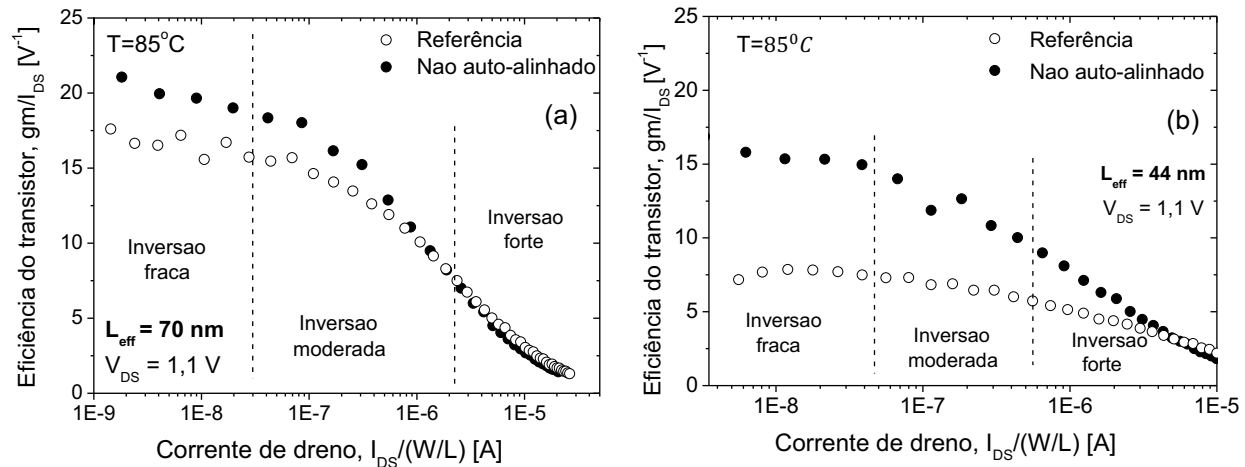 Eficiência do transistor, gm/I_DS [V^-1]
25
20
15
10
5
0
T=85°C
Referência
Nao auto-alinhado
(a)
Inversao
fraca
Inversao
moderada
Inversao
forte
L_eff = 70 nm
V_DS = 1,1 V
1E-9 1E-8 1E-7 1E-6 1E-5
Corrente de dreno, I_DS/(W/L) [A]
Eficiência do transistor, gm/I_DS [V^-1]
25
20
15
10
5
0
T=85⁰C
Referência
Nao auto-alinhado
(b)
L_eff = 44 nm
V_DS = 1,1 V
Inversao
fraca
Inversao
moderada
Inversao
forte
1E-8 1E-7 1E-6 1E-5
Corrente de dreno, I_DS/(W/L) [A]